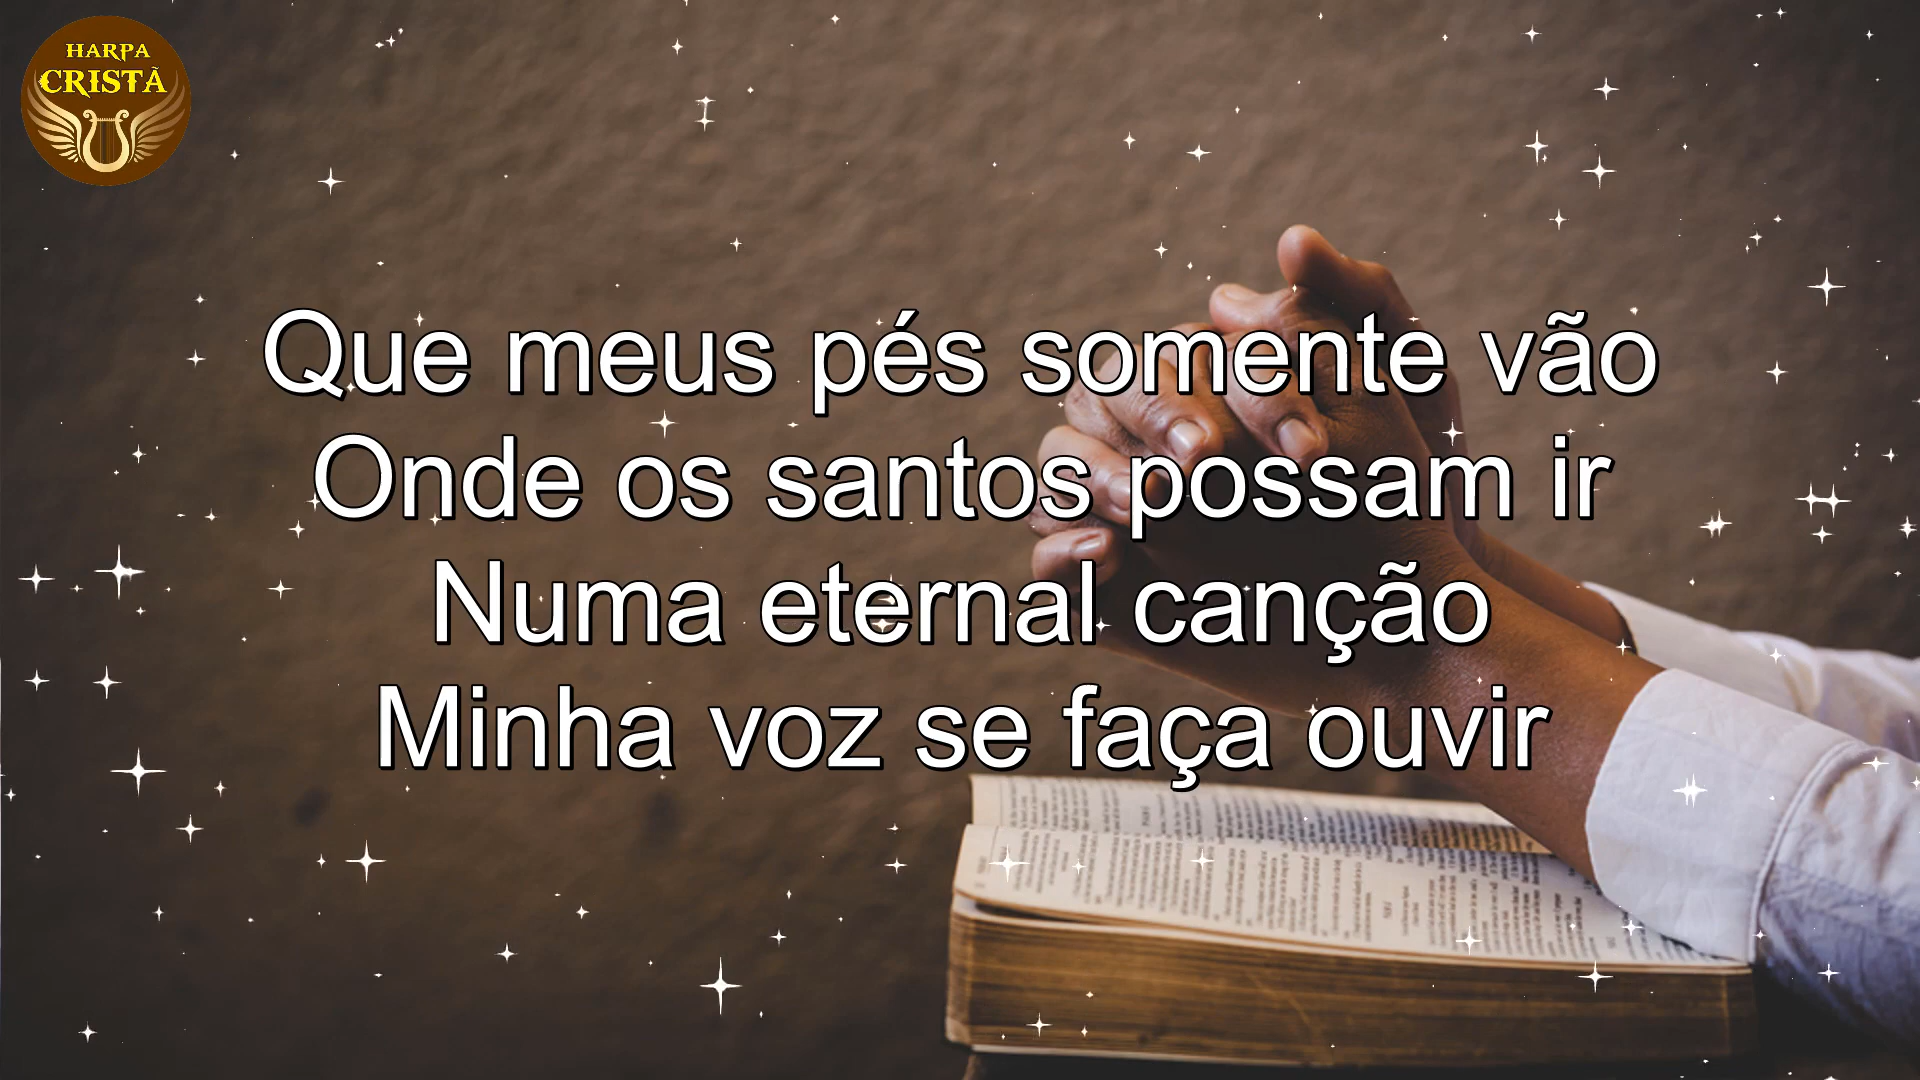 HARPA
CRISTÃ
Que meus pés somente vão
Onde os santos possam ir
Numa eternal canção
Minha voz se faça ouvir